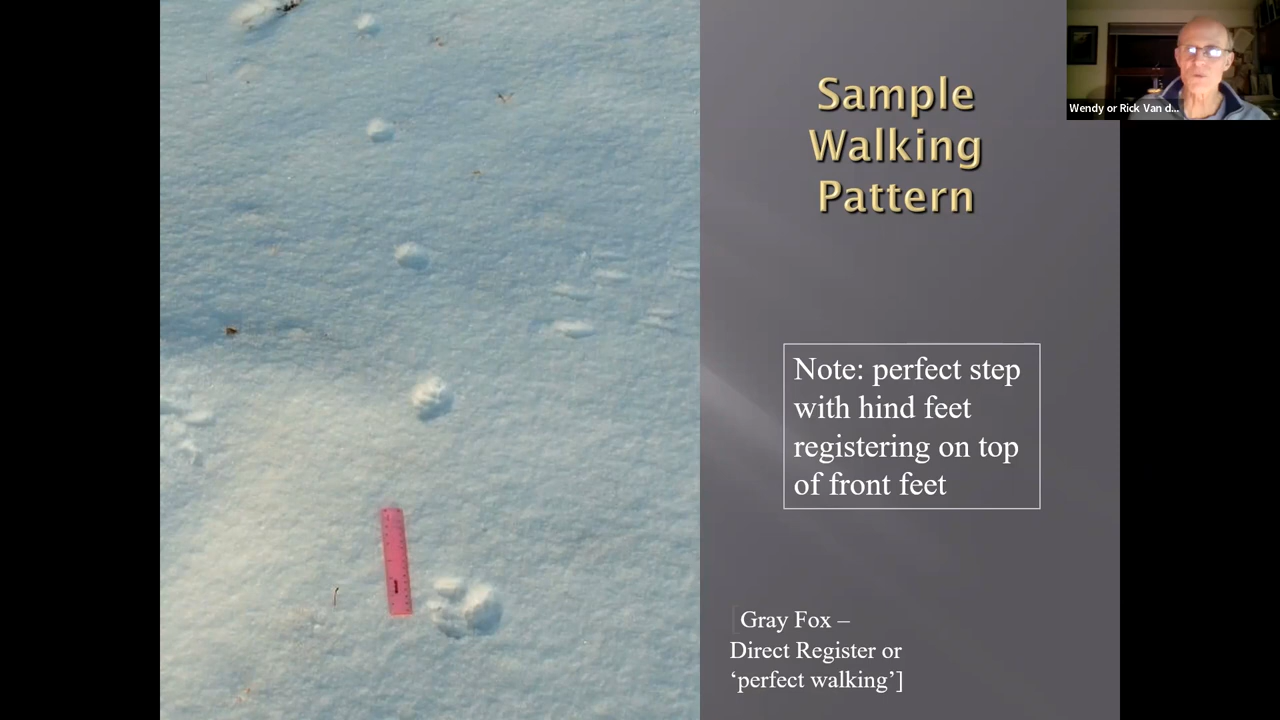 Sample
Walking
Pattern
Wendy or Rick Van d...
Note: perfect step
with hind feet
registering on top
of front feet
Gray Fox –
Direct Register or
‘perfect walking’]